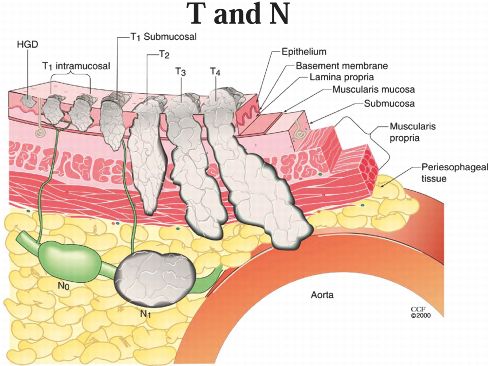 T and N
HGD
T1 intramucosal
T1 Submucosal
T2
T3
T4
Epithelium
Basement membrane
Lamina propria
Muscularis mucosa
Submucosa
Muscularis
propria
Periesophageal
tissue
N0
N1
Aorta
CCF
©2000